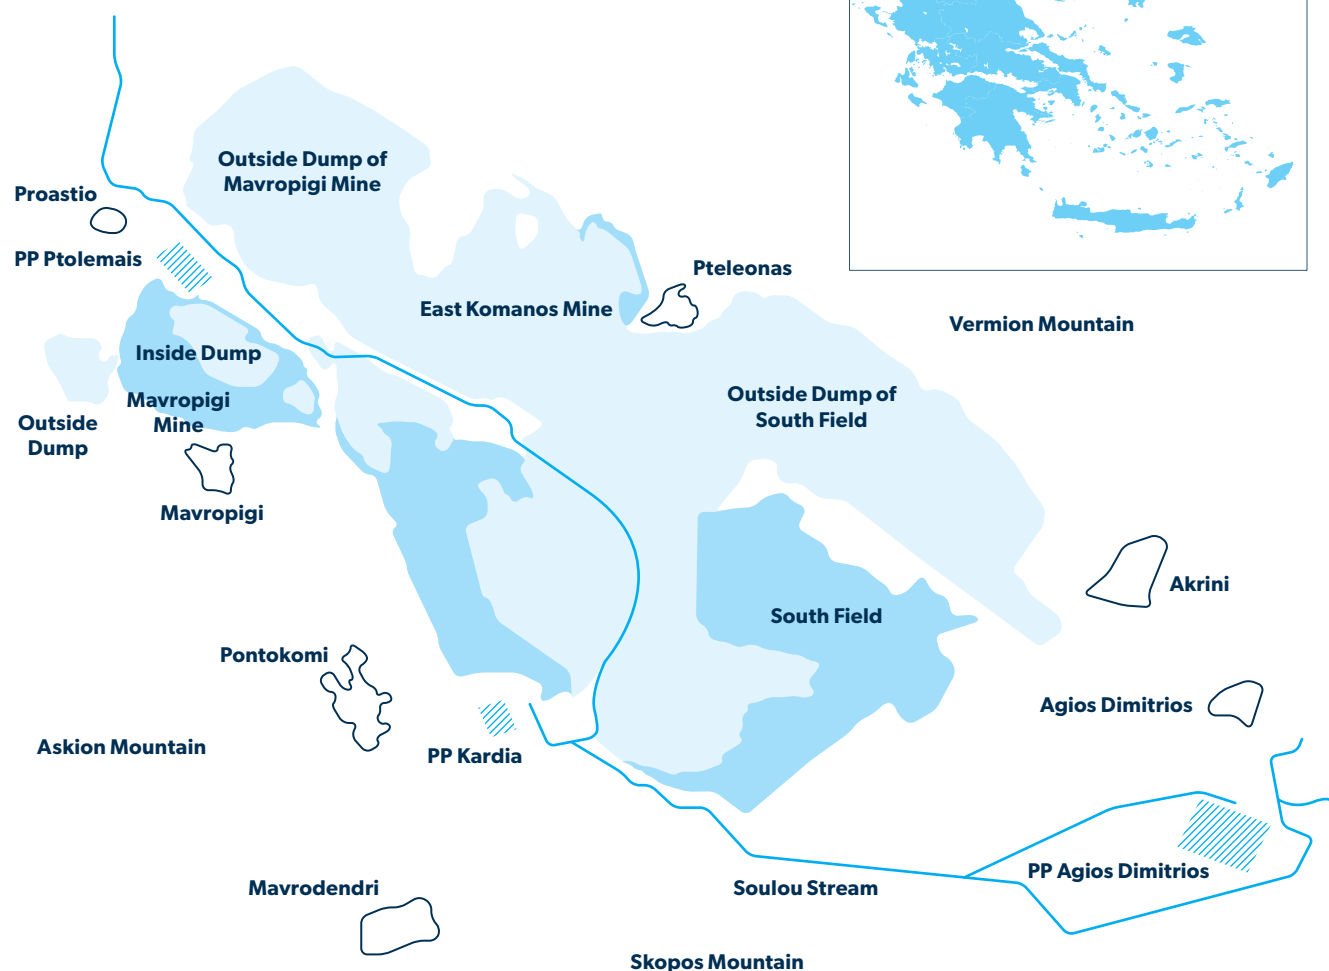 Outside Dump of
Mavropigi Mine
Proastio
PP Ptolemais
Pteleonas
East Komanos Mine
Vermion Mountain
Inside Dump
Mavropigi
Mine
Outside Dump of
South Field
Outside
Dump
Mavropigi
Akrini
South Field
Pontokomi
Agios Dimitrios
Askion Mountain
PP Kardia
PP Agios Dimitrios
Mavrodendri
Soulou Stream
Skopos Mountain